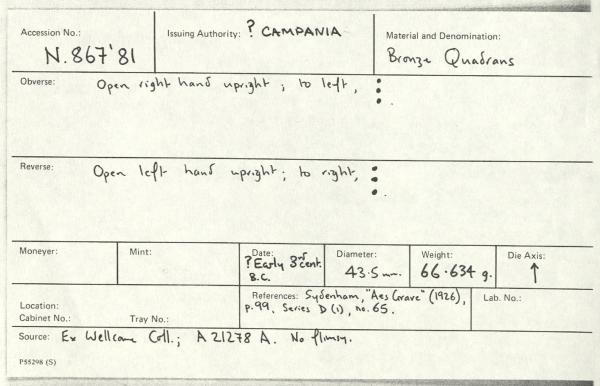 Accession No.: N.867'81
Issuing Authority: ? CAMPANIA
Material and Denomination: Bronze Quadrans
Obverse: Open right hand upright; to left, •••.
Reverse: Open left hand upright; to right, •••.
Moneyer:
Mint:
Date: ? Early 3rd cent. B.C.
Diameter: 43.5 mm.
Weight: 66.634 g.
Die Axis: ↑
Location:
Cabinet No.: Tray No.:
References: Sydenham, "Aes Grave" (1926),
p.99. Series D (1), no. 65.
Lab. No.:
Source: Ex Wellcome Coll.; A 21278 A. No flimsy.
P55298 (S)